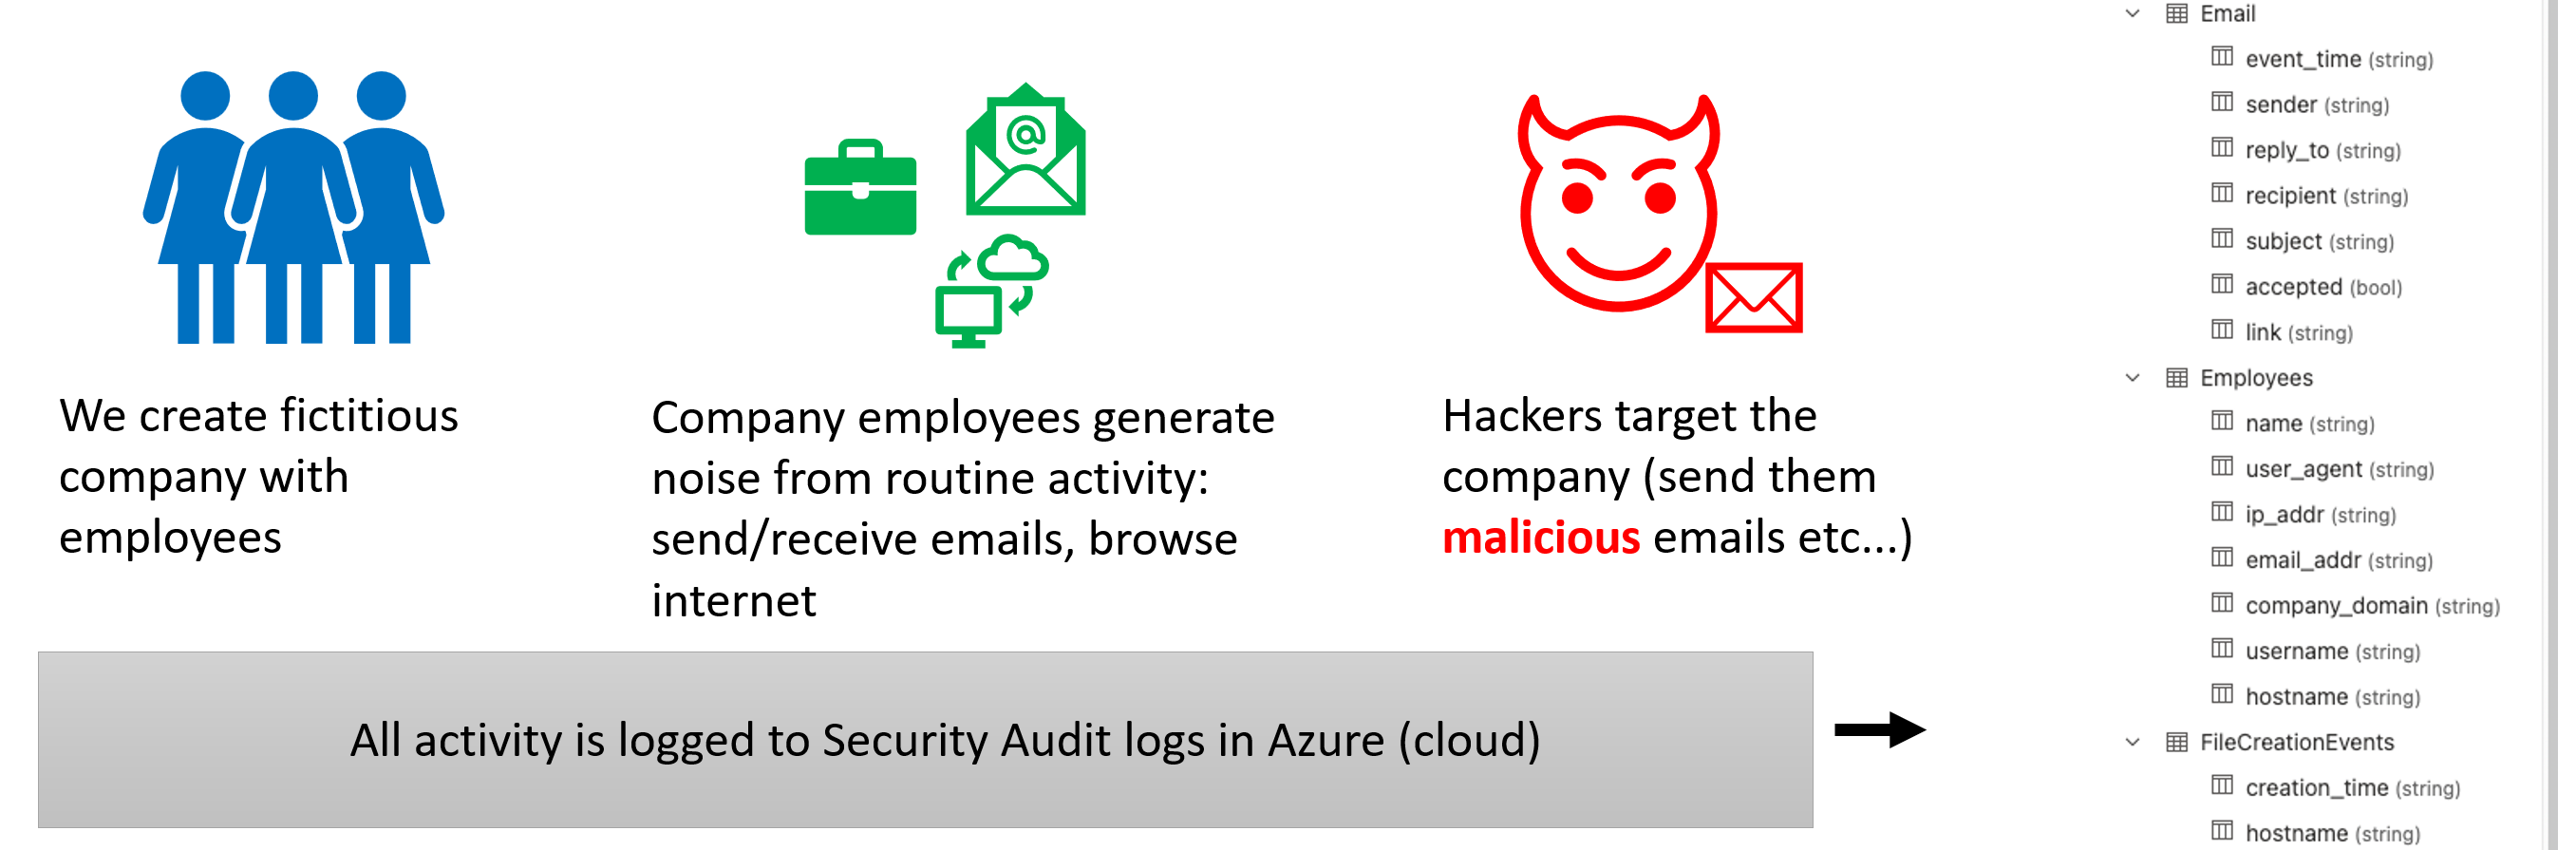 We create fictitious
company with
employees
Company employees generate
noise from routine activity:
send/receive emails, browse
internet
Hackers target the
company (send them
malicious emails etc...)
All activity is logged to Security Audit logs in Azure (cloud)
Email
event_time (string)
sender (string)
reply_to (string)
recipient (string)
subject (string)
accepted (bool)
link (string)
Employees
name (string)
user_agent (string)
ip_addr (string)
email_addr (string)
company_domain (string)
username (string)
hostname (string)
FileCreationEvents
creation_time (string)
hostname (string)